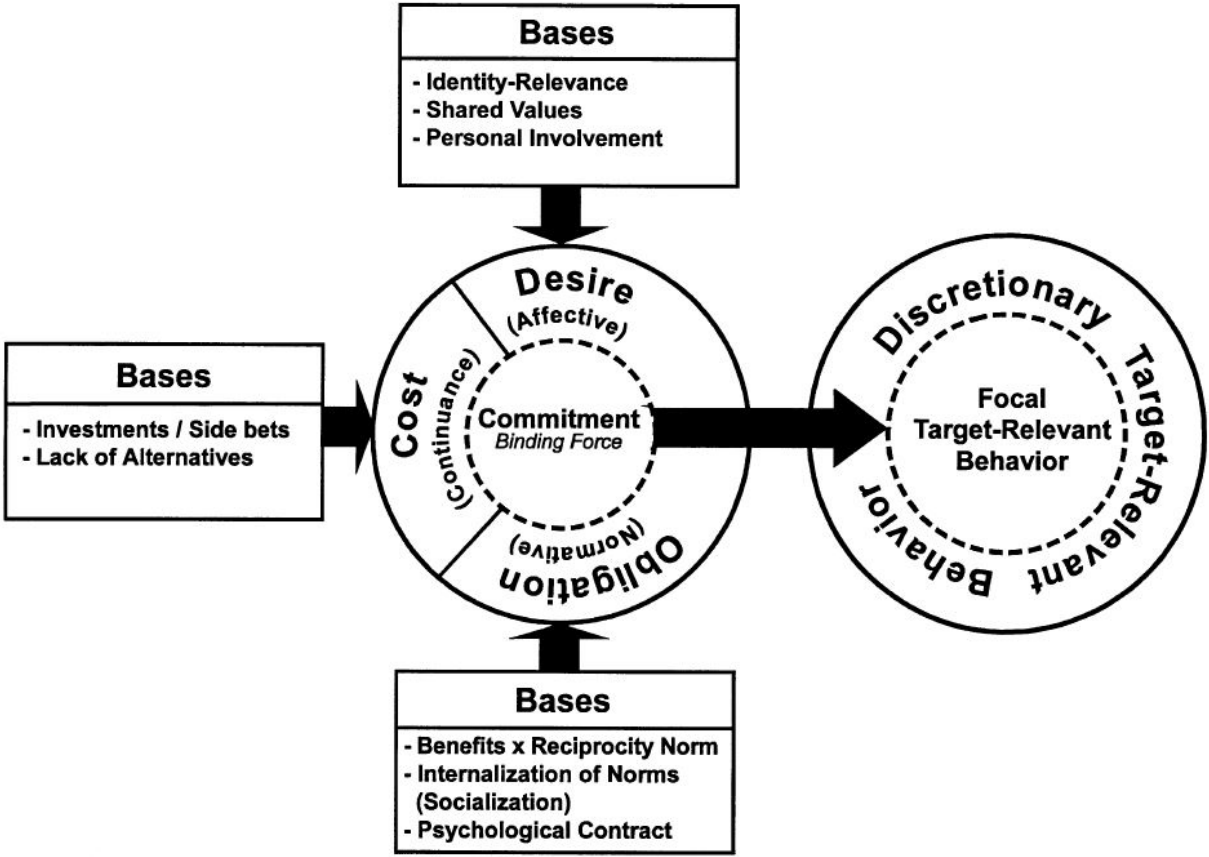 Bases
- Identity-Relevance
- Shared Values
- Personal Involvement
Bases
- Investments / Side bets
- Lack of Alternatives
Desire
(Affective)
Cost
(Continuance)
Commitment
Binding Force
Obligation
(Normative)
Discretionary Target-Relevant Behavior
Focal
Target-Relevant
Behavior
Bases
- Benefits x Reciprocity Norm
- Internalization of Norms
(Socialization)
- Psychological Contract